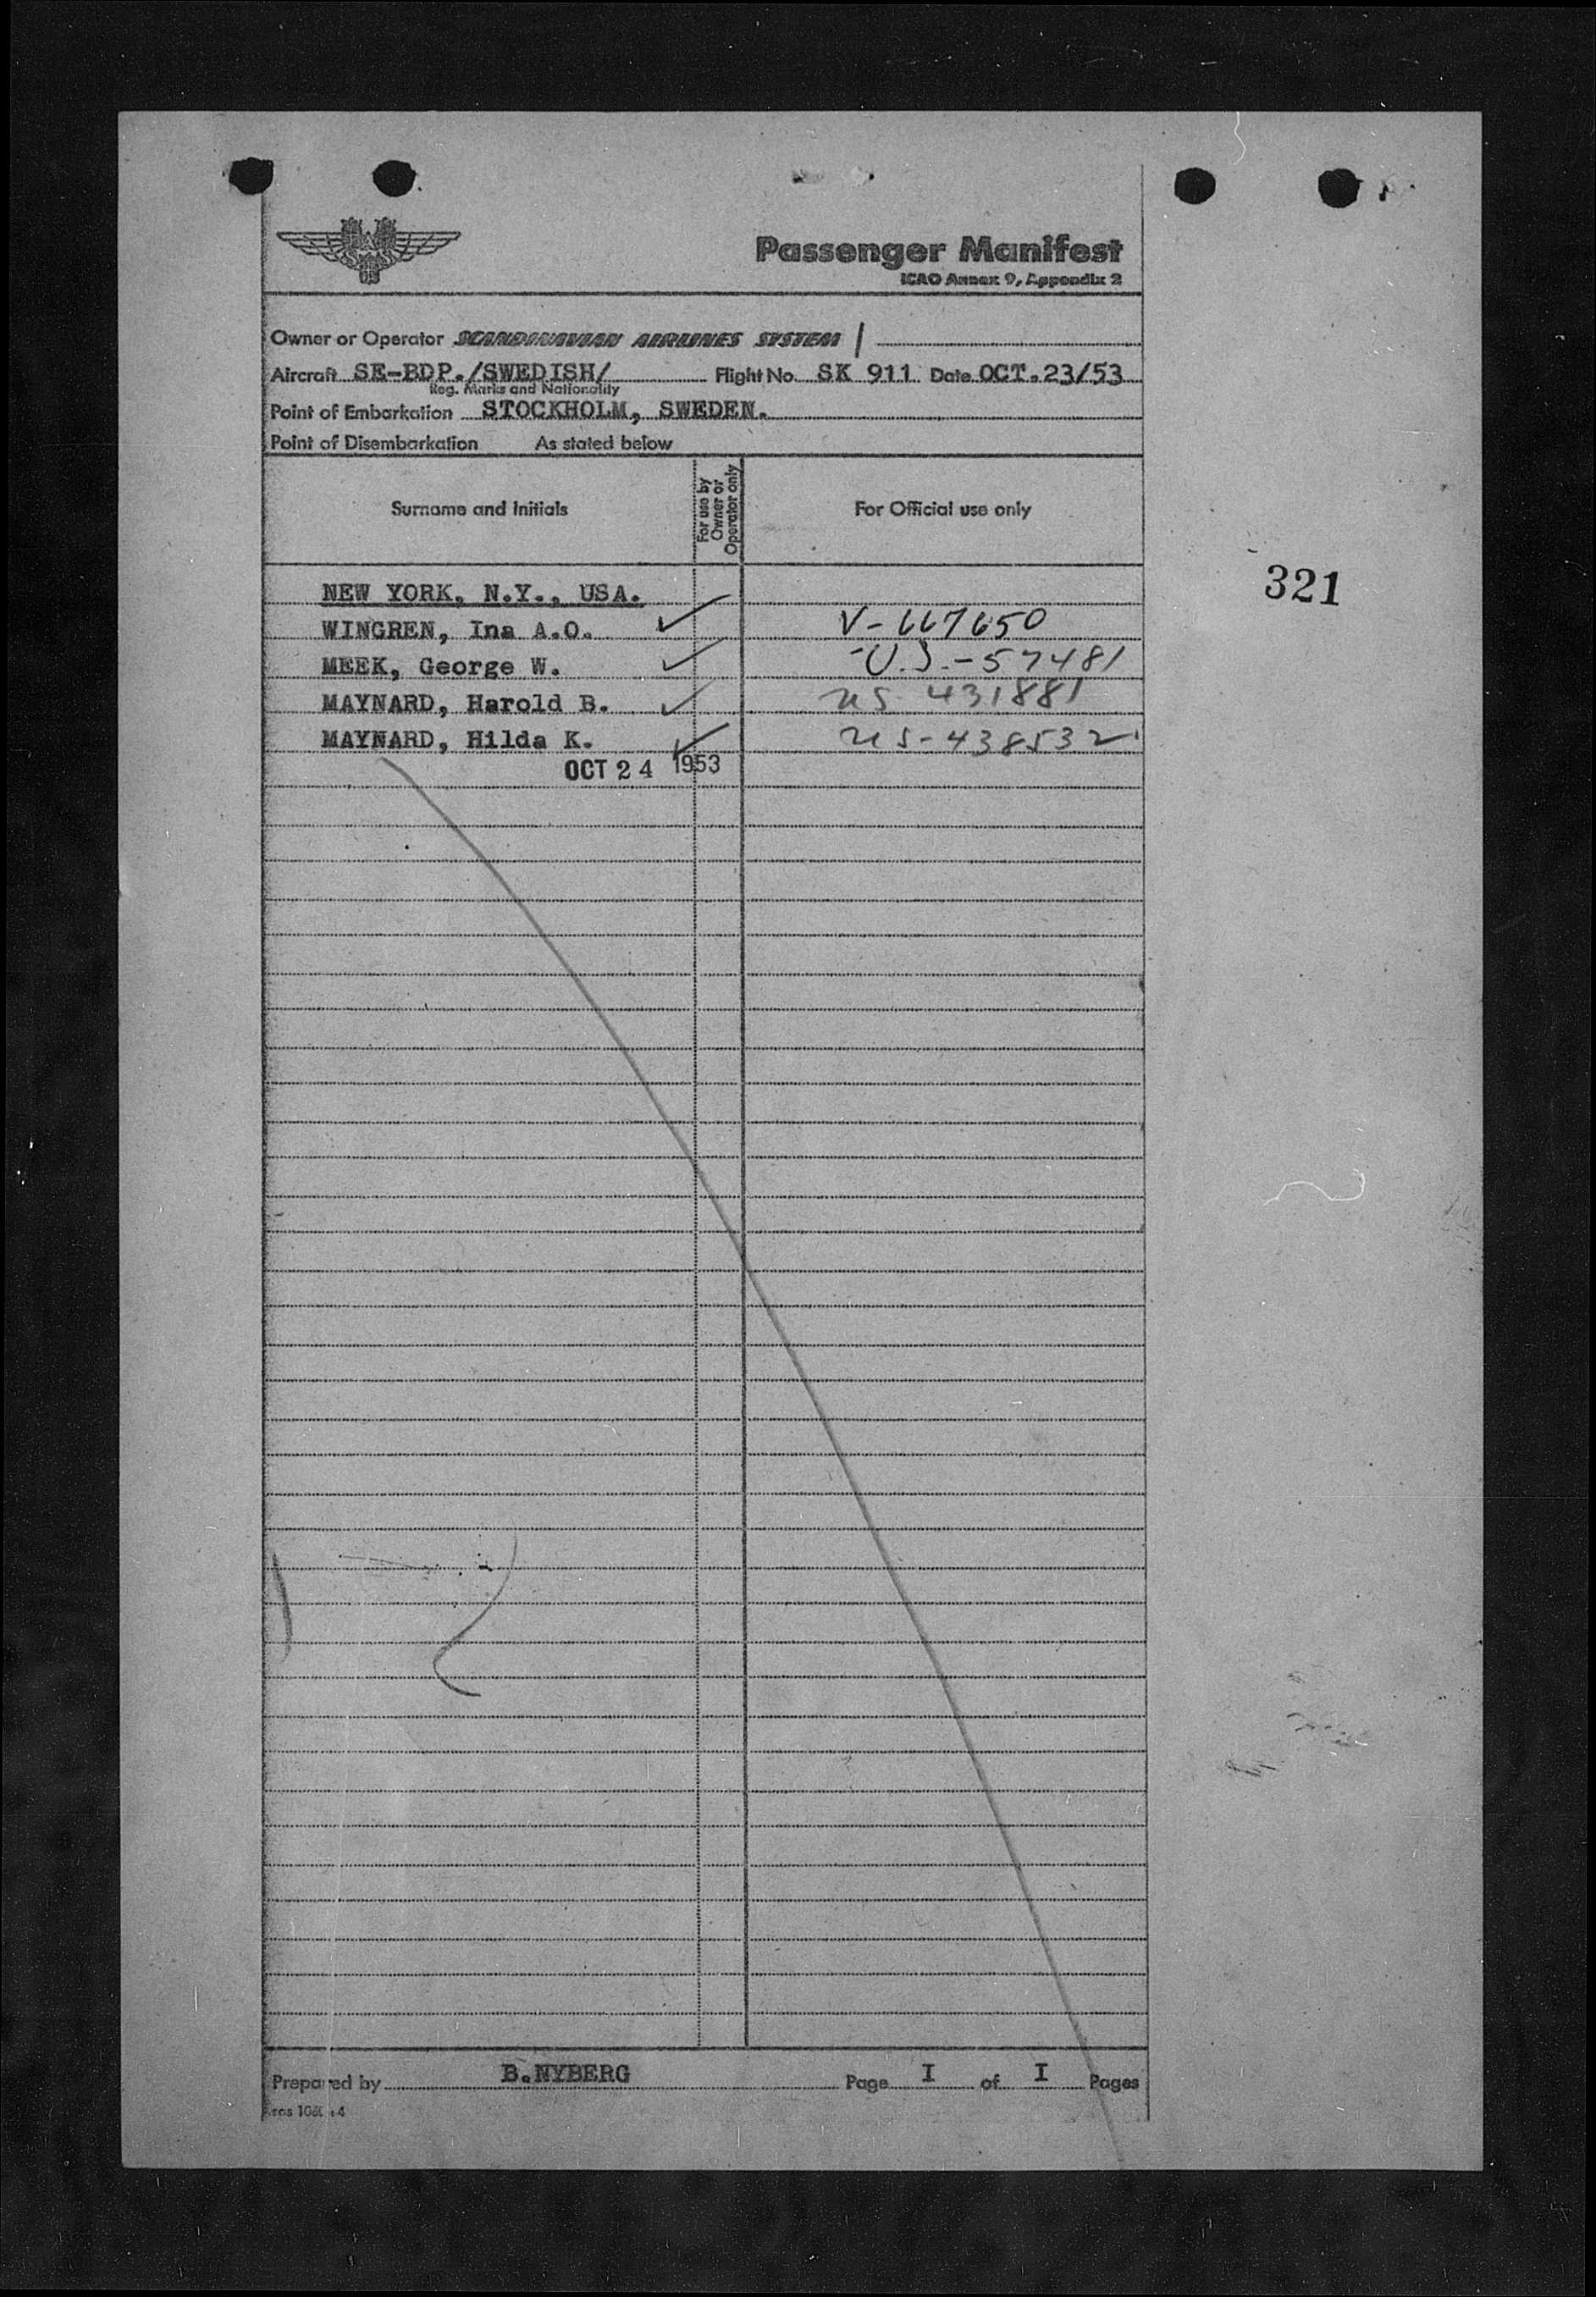 Passenger Manifest
ICAO Annex 9, Appendix 2
Owner or Operator SCANDINAVIAN AIRLINES SYSTEM
Aircraft SE-BDP./SWEDISH/ Flight No. SK 911 Date OCT.23/53
Reg. Marks and Nationality
Point of Embarkation STOCKHOLM, SWEDEN.
Point of Disembarkation As stated below
Surname and Initials
For use by
Owner or
Operator only
For Official use only
321
NEW YORK, N.Y., USA.
WINGREN, Ina A.O. V-667650
MEEK, George W. U.S.-57481
MAYNARD, Harold B. US 431881
MAYNARD, Hilda K. US-438532
OCT 24 1953
Prepared by B.NYBERG Page I of I Pages